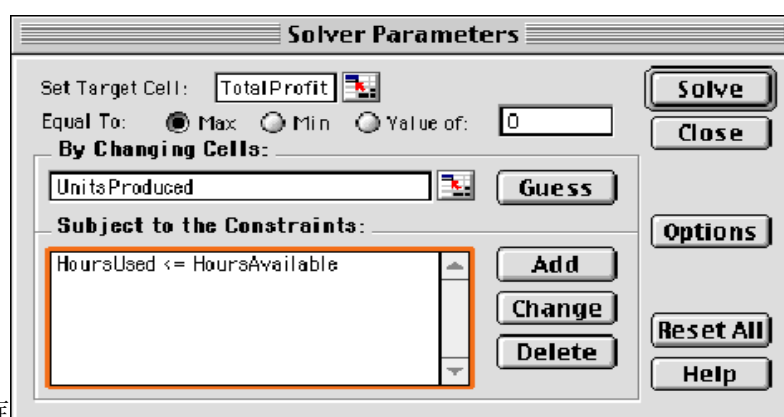 Solver Parameters
Set Target Cell: TotalProfit
Equal To: Max Min Value of: 0
By Changing Cells:
UnitsProduced
Guess
Subject to the Constraints:
HoursUsed <= HoursAvailable
Add
Change
Delete
Solve
Close
Options
Reset All
Help